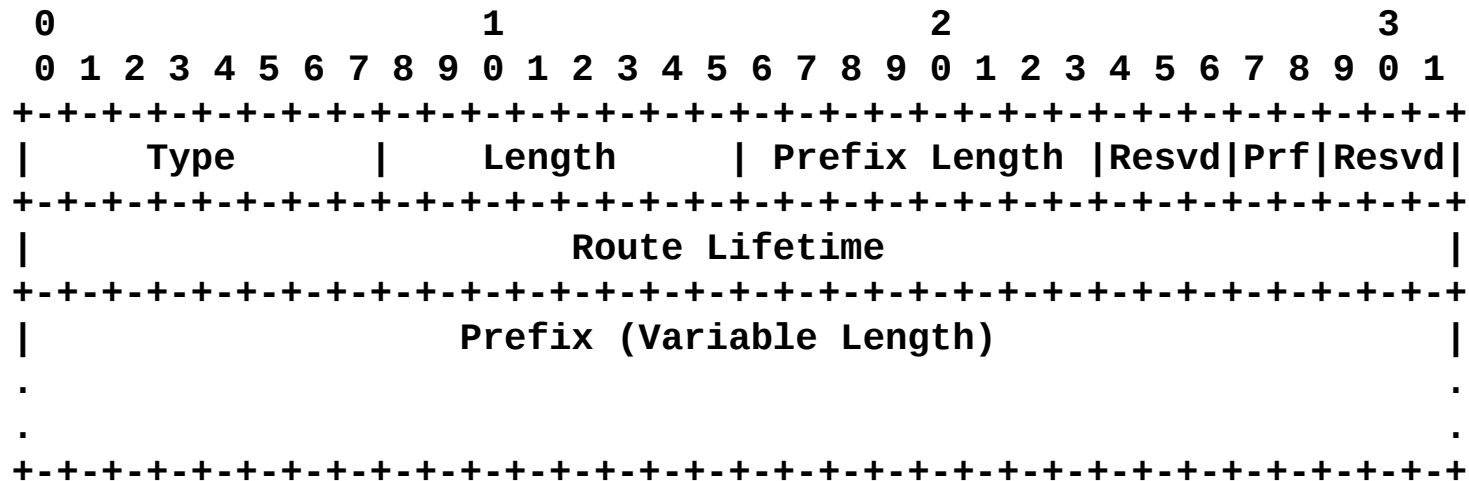 0                   1                   2                   3
 0 1 2 3 4 5 6 7 8 9 0 1 2 3 4 5 6 7 8 9 0 1 2 3 4 5 6 7 8 9 0 1
+-+-+-+-+-+-+-+-+-+-+-+-+-+-+-+-+-+-+-+-+-+-+-+-+-+-+-+-+-+-+-+-+
|     Type      |    Length     | Prefix Length |Resvd|Prf|Resvd|
+-+-+-+-+-+-+-+-+-+-+-+-+-+-+-+-+-+-+-+-+-+-+-+-+-+-+-+-+-+-+-+-+
|                        Route Lifetime                         |
+-+-+-+-+-+-+-+-+-+-+-+-+-+-+-+-+-+-+-+-+-+-+-+-+-+-+-+-+-+-+-+-+
|                   Prefix (Variable Length)                    |
.                                                               .
.                                                               .
+-+-+-+-+-+-+-+-+-+-+-+-+-+-+-+-+-+-+-+-+-+-+-+-+-+-+-+-+-+-+-+-+